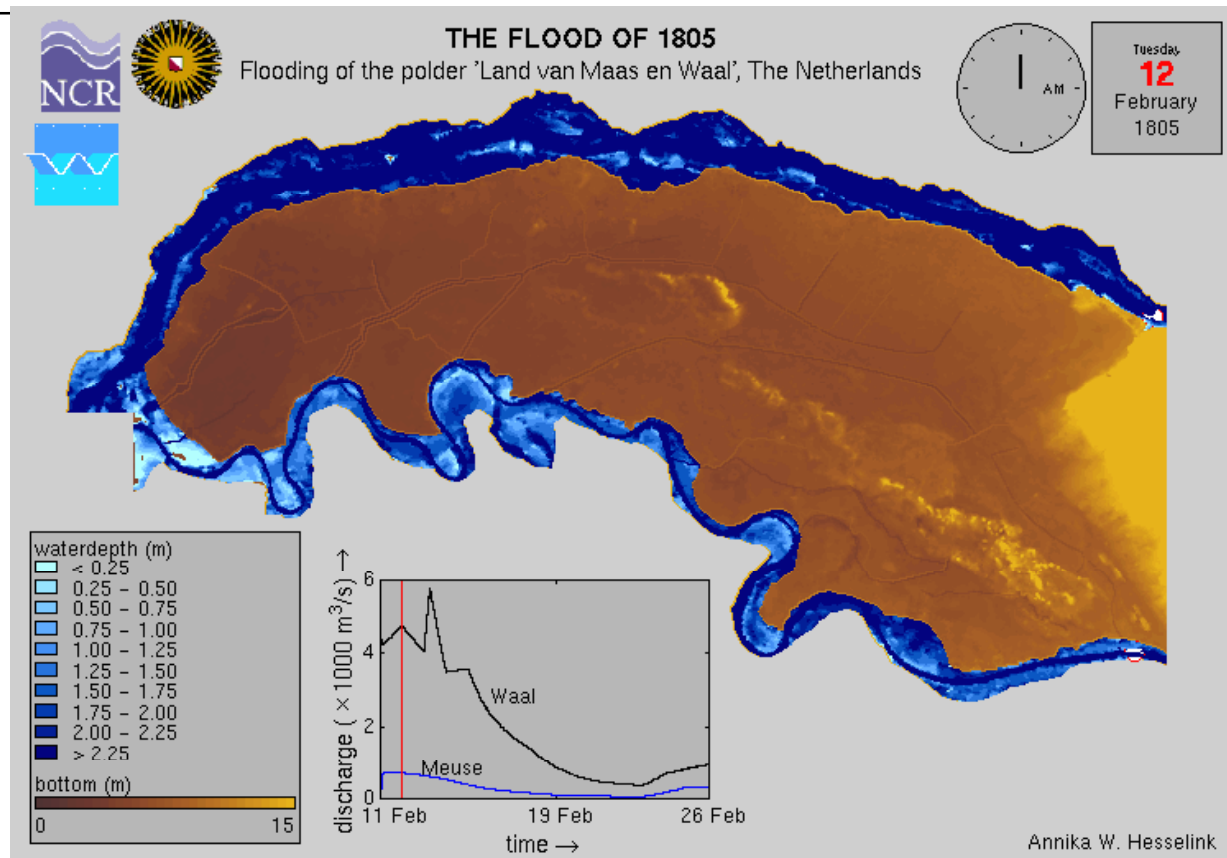 THE FLOOD OF 1805
Flooding of the polder 'Land van Maas en Waal', The Netherlands
NCR
AM
Tuesday
12
February
1805
waterdepth (m)
< 0.25
0.25 - 0.50
0.50 - 0.75
0.75 - 1.00
1.00 - 1.25
1.25 - 1.50
1.50 - 1.75
1.75 - 2.00
2.00 - 2.25
> 2.25
bottom (m)
0 15
discharge ( × 1000 m³/s) →
6
4
2
0
Waal
Meuse
11 Feb 19 Feb 26 Feb
time →
Annika W. Hesselink